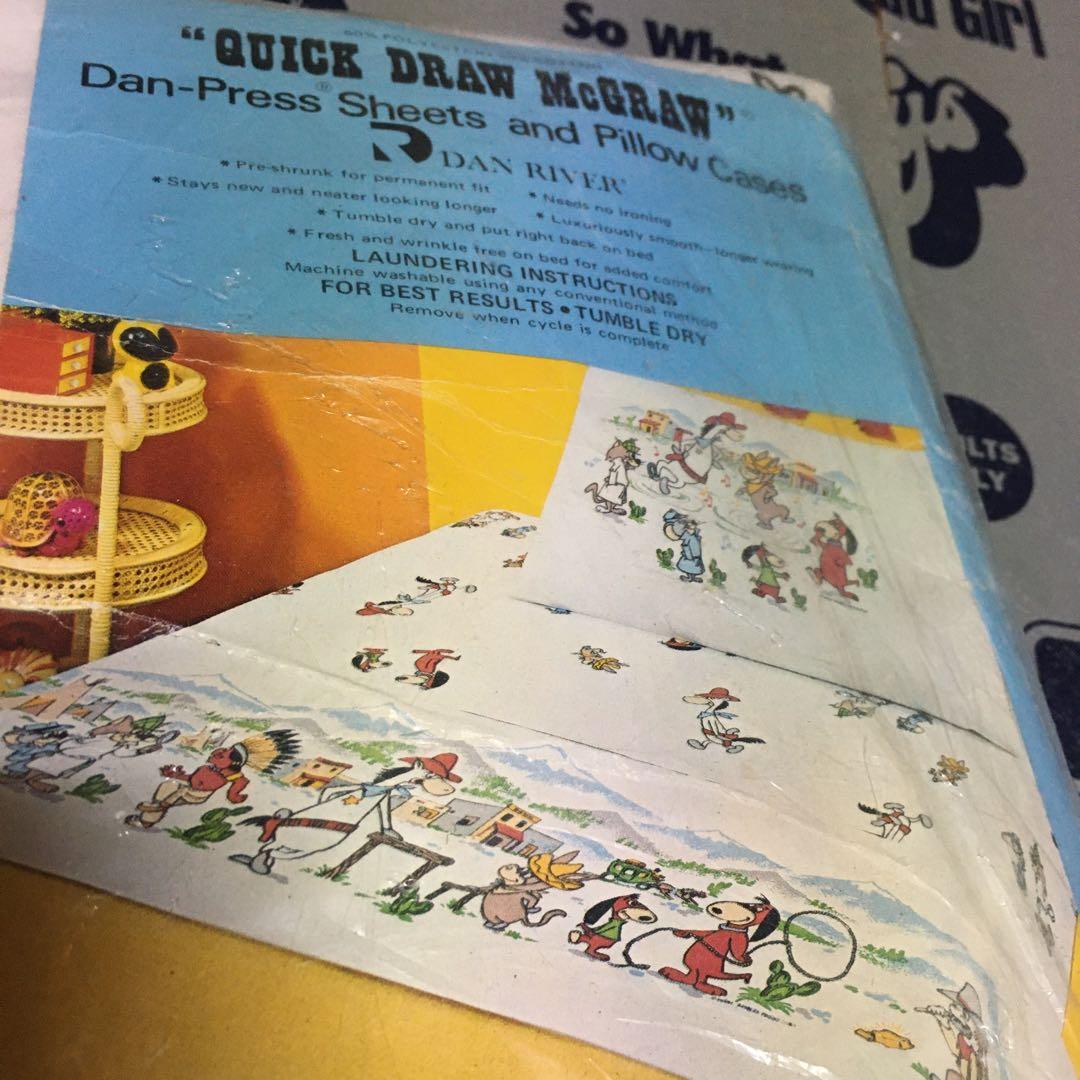 So What
Girl
"QUICK DRAW McGRAW"®
Dan-Press® Sheets and Pillow Cases
DAN RIVER®
* Pre-shrunk for permanent fit * Needs no ironing
* Stays new and neater looking longer * Luxuriously smooth-longer wearing
* Tumble dry and put right back on bed
* Fresh and wrinkle free on bed for added comfort
LAUNDERING INSTRUCTIONS
Machine washable using any conventional method
FOR BEST RESULTS • TUMBLE DRY
Remove when cycle is complete